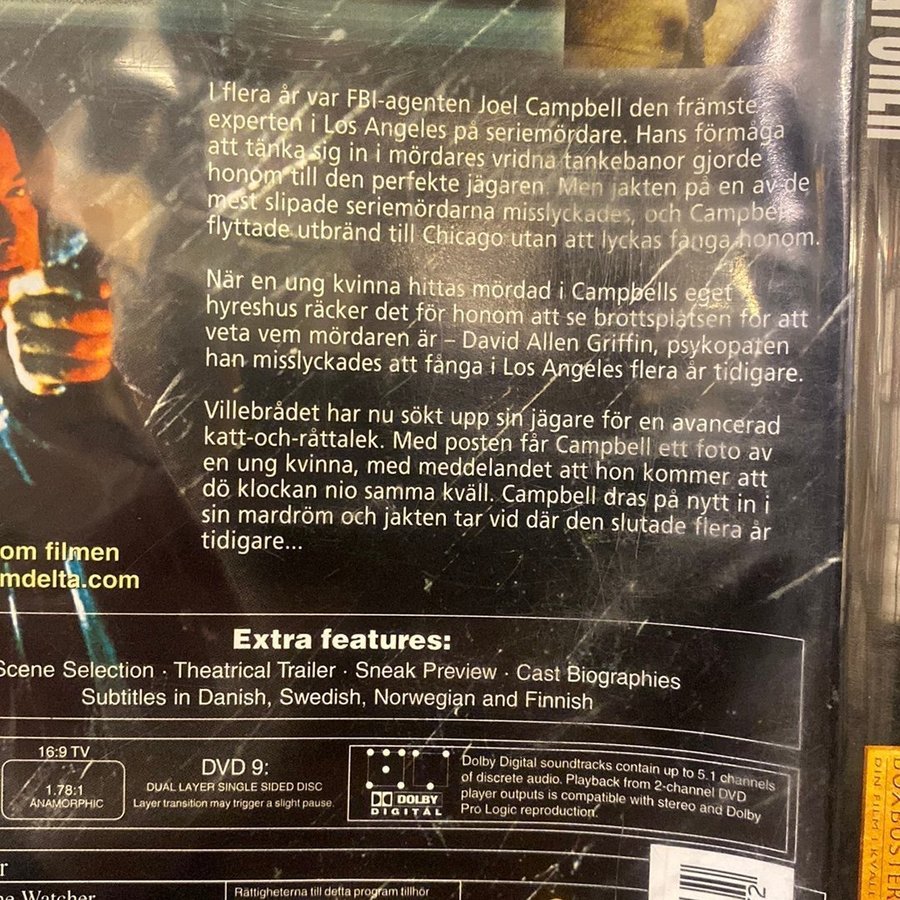 I flera år var FBI-agenten Joel Campbell den främste
experten i Los Angeles på seriemördare. Hans förmåga
att tänka sig in i mördares vridna tankebanor gjorde
honom till den perfekte jägaren. Men jakten på en av de
mest slipade seriemördarna misslyckades, och Campbell
flyttade utbränd till Chicago utan att lyckas fånga honom.
När en ung kvinna hittas mördad i Campbells eget
hyreshus räcker det för honom att se brottsplatsen för att
veta vem mördaren är – David Allen Griffin, psykopaten
han misslyckades att fånga i Los Angeles flera år tidigare.
Villebrådet har nu sökt upp sin jägare för en avancerad
katt-och-råttalek. Med posten får Campbell ett foto av
en ung kvinna, med meddelandet att hon kommer att
dö klockan nio samma kväll. Campbell dras på nytt in i
sin mardröm och jakten tar vid där den slutade flera år
tidigare...
om filmen
mdelta.com
Extra features:
Scene Selection · Theatrical Trailer · Sneak Preview · Cast Biographies
Subtitles in Danish, Swedish, Norwegian and Finnish
16:9 TV
1.78:1
ANAMORPHIC
DVD 9:
DUAL LAYER SINGLE SIDED DISC
Layer transition may trigger a slight pause.
DOLBY
DIGITAL
Dolby Digital soundtracks contain up to 5.1 channels
of discrete audio. Playback from 2-channel DVD
player outputs is compatible with stereo and Dolby
Pro Logic reproduction.
Watcher
Rättigheterna till detta program tillhör
BOXBUSTER
DIN FILM I KVÄLL